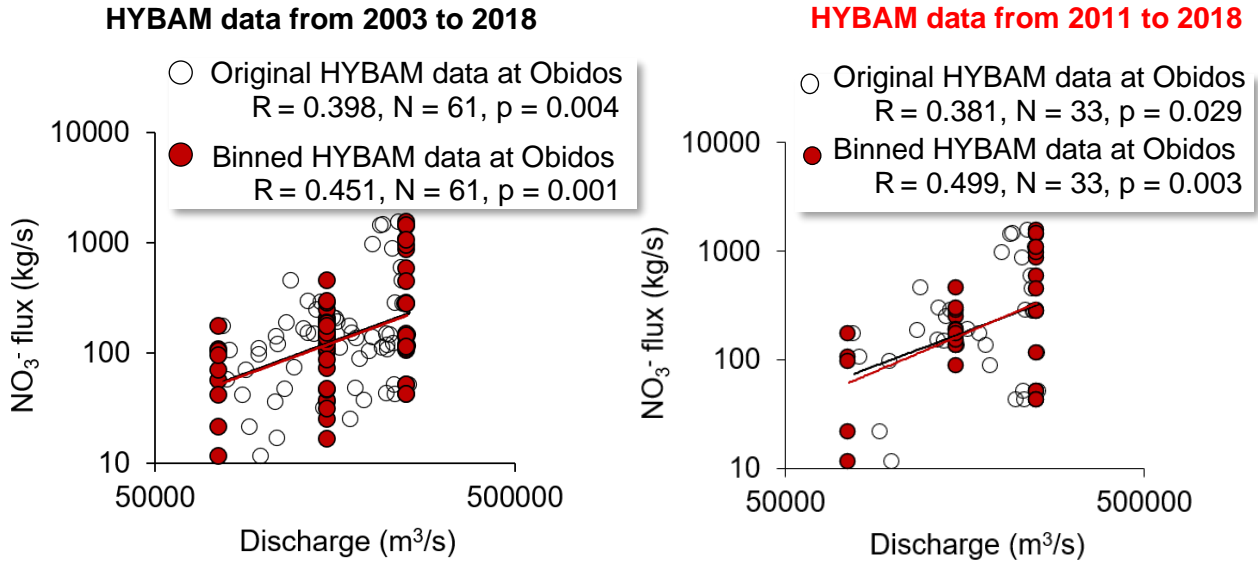 HYBAM data from 2003 to 2018
Original HYBAM data at Obidos
R = 0.398, N = 61, p = 0.004
Binned HYBAM data at Obidos
R = 0.451, N = 61, p = 0.001
10000
1000
100
10
NO₃⁻ flux (kg/s)
50000
500000
Discharge (m³/s)
HYBAM data from 2011 to 2018
Original HYBAM data at Obidos
R = 0.381, N = 33, p = 0.029
Binned HYBAM data at Obidos
R = 0.499, N = 33, p = 0.003
10000
1000
100
10
NO₃⁻ flux (kg/s)
50000
500000
Discharge (m³/s)